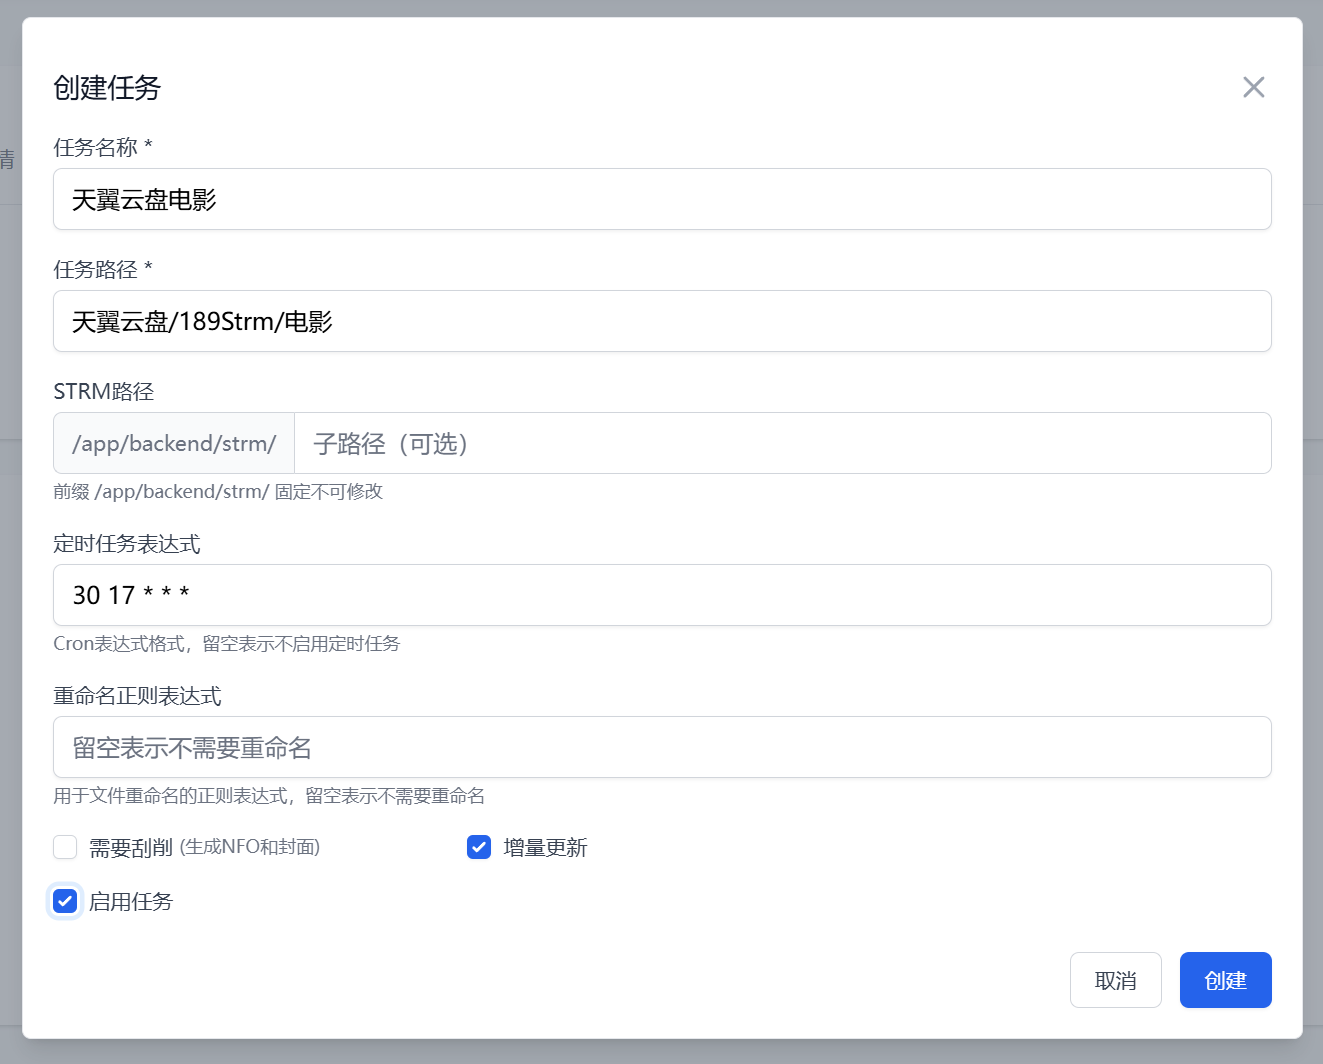 创建任务
情
任务名称 *
天翼云盘电影
任务路径 *
天翼云盘/189Strm/电影
STRM路径
/app/backend/strm/ 子路径（可选）
前缀 /app/backend/strm/ 固定不可修改
定时任务表达式
30 17 * * *
Cron表达式格式，留空表示不启用定时任务
重命名正则表达式
留空表示不需要重命名
用于文件重命名的正则表达式，留空表示不需要重命名
需要刮削 (生成NFO和封面) 增量更新
启用任务
取消 创建